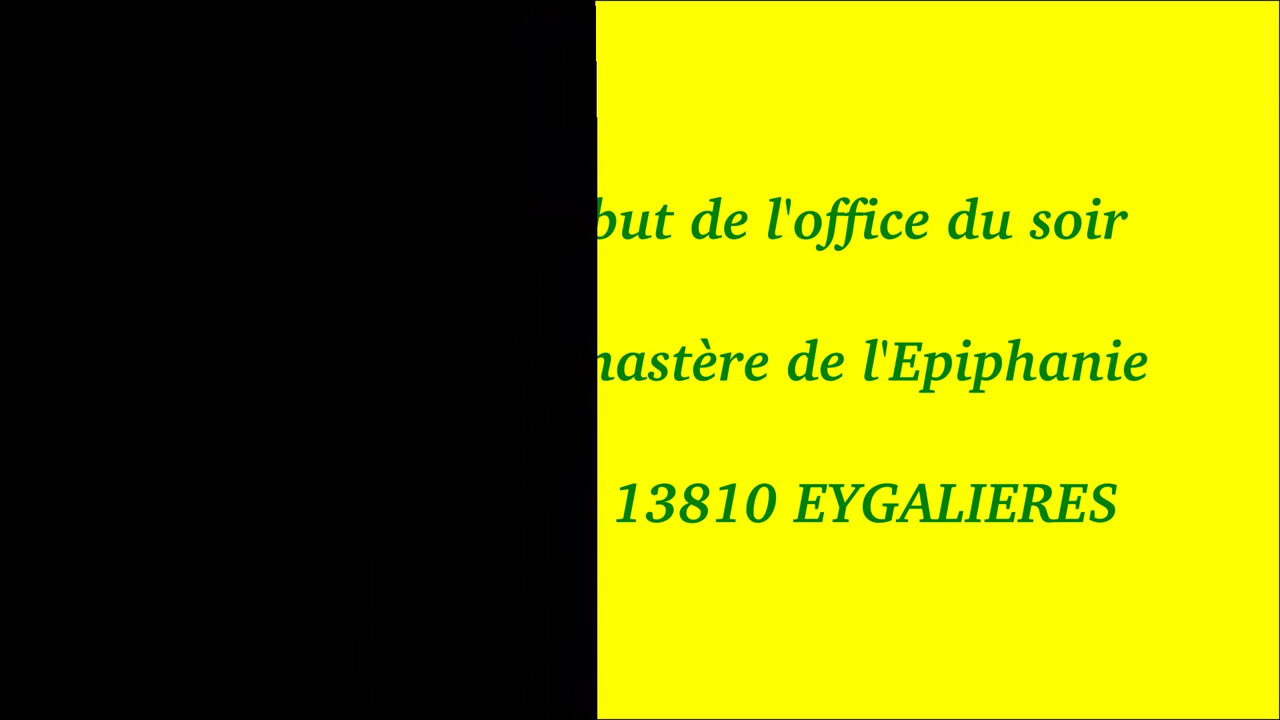 but de l'office du soir
nastère de l'Epiphanie
13810 EYGALIERES